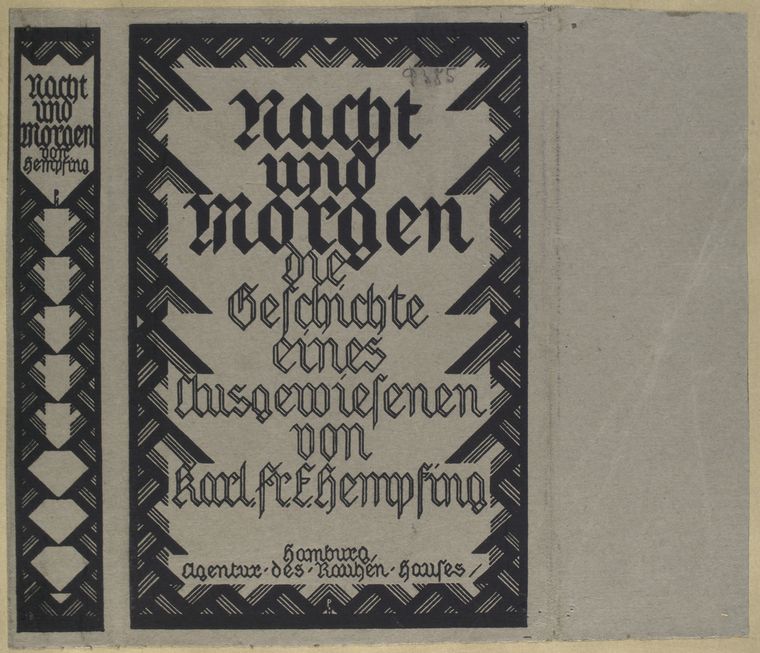 Nacht
und
Morgen
von
Hempfing
9385
Nacht
und
Morgen
die
Geſchichte
eines
Ausgewieſenen
von
Karl.Fr.E.Hempfing
Hamburg,
Agentur·des·Rauhen·Hauſes/